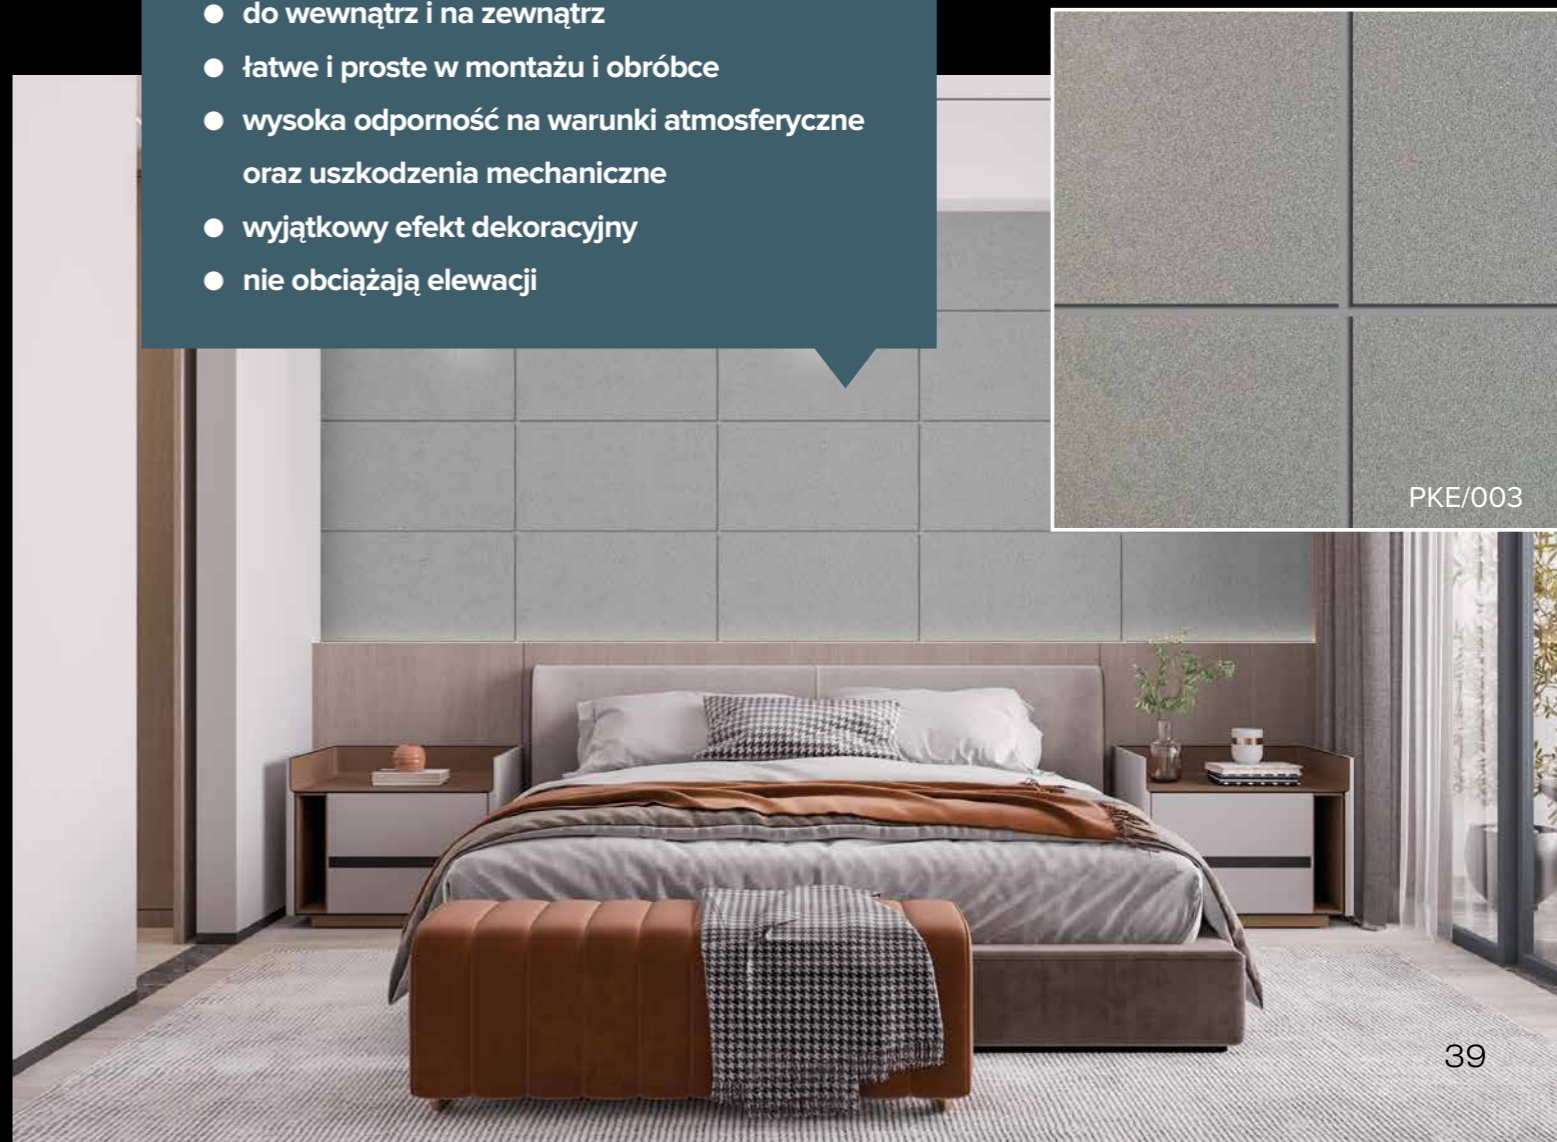 ● do wewnątrz i na zewnątrz
● łatwe i proste w montażu i obróbce
● wysoka odporność na warunki atmosferyczne
oraz uszkodzenia mechaniczne
● wyjątkowy efekt dekoracyjny
● nie obciążają elewacji
PKE/003
39